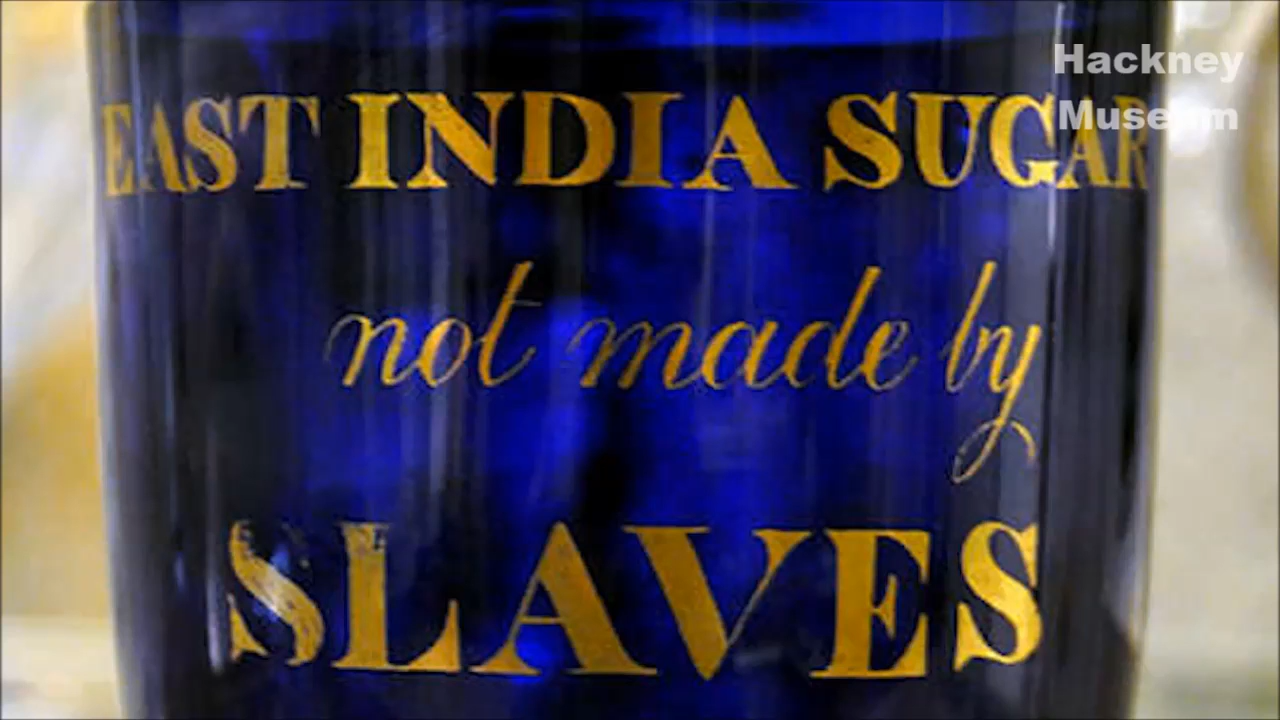 Hackney
Museum
EAST INDIA SUGAR
not made by
SLAVES